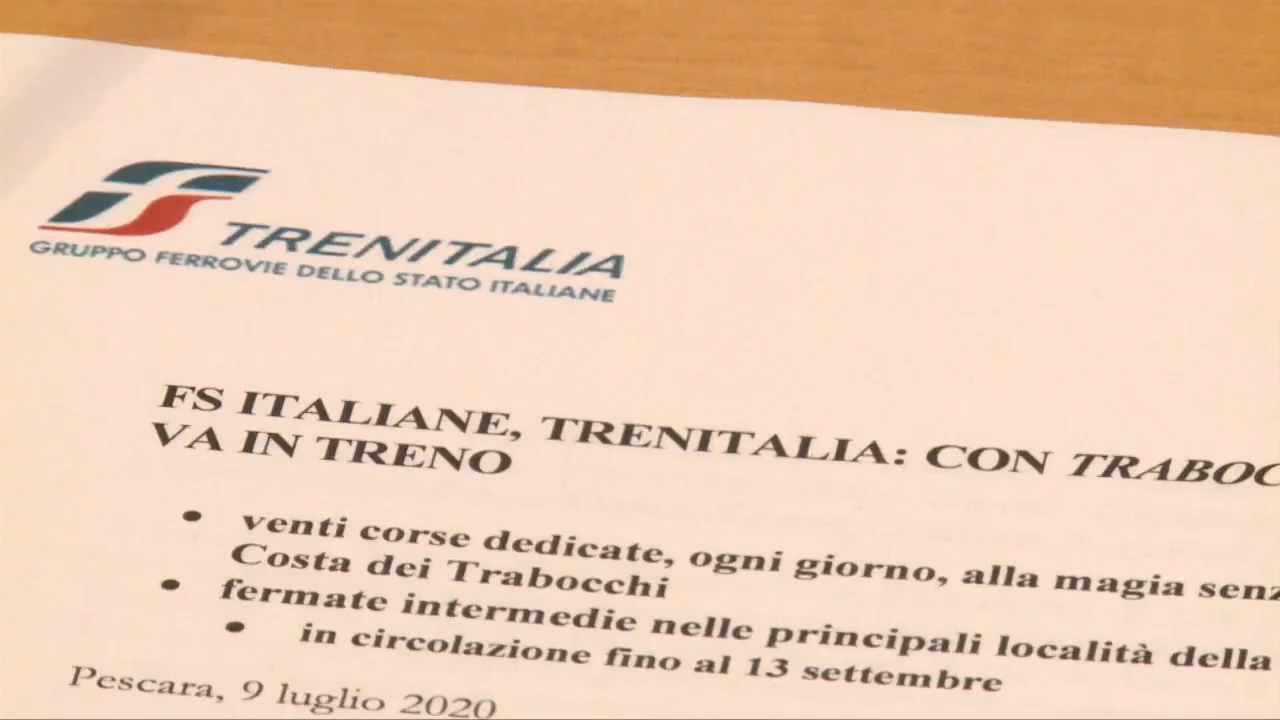 TRENITALIA
GRUPPO FERROVIE DELLO STATO ITALIANE
FS ITALIANE, TRENITALIA: CON TRABOC
VA IN TRENO
• venti corse dedicate, ogni giorno, alla magia senz
Costa dei Trabocchi
• fermate intermedie nelle principali località della
• in circolazione fino al 13 settembre
Pescara, 9 luglio 2020